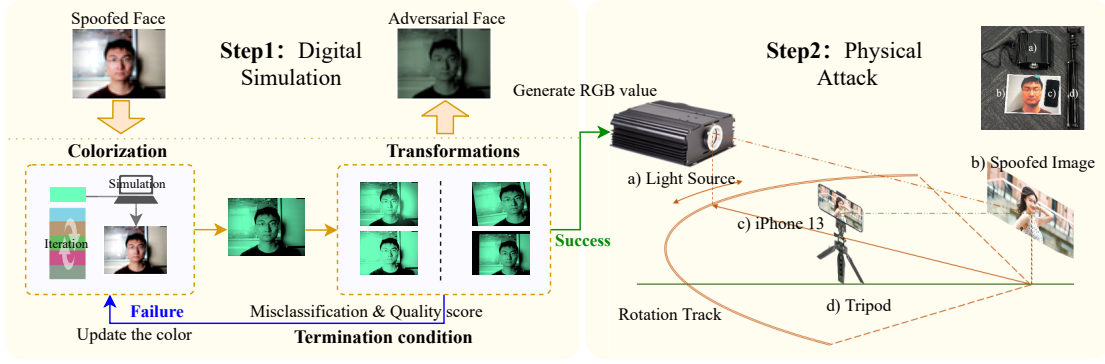 Spoofed Face
Adversarial Face
Step1: Digital
Simulation
Colorization
Transformations
Simulation
Iteration
Failure
Update the color
Misclassification & Quality score
Termination condition
Success
Step2: Physical
Attack
Generate RGB value
a)
b)
c)
d)
a) Light Source
b) Spoofed Image
c) iPhone 13
d) Tripod
Rotation Track